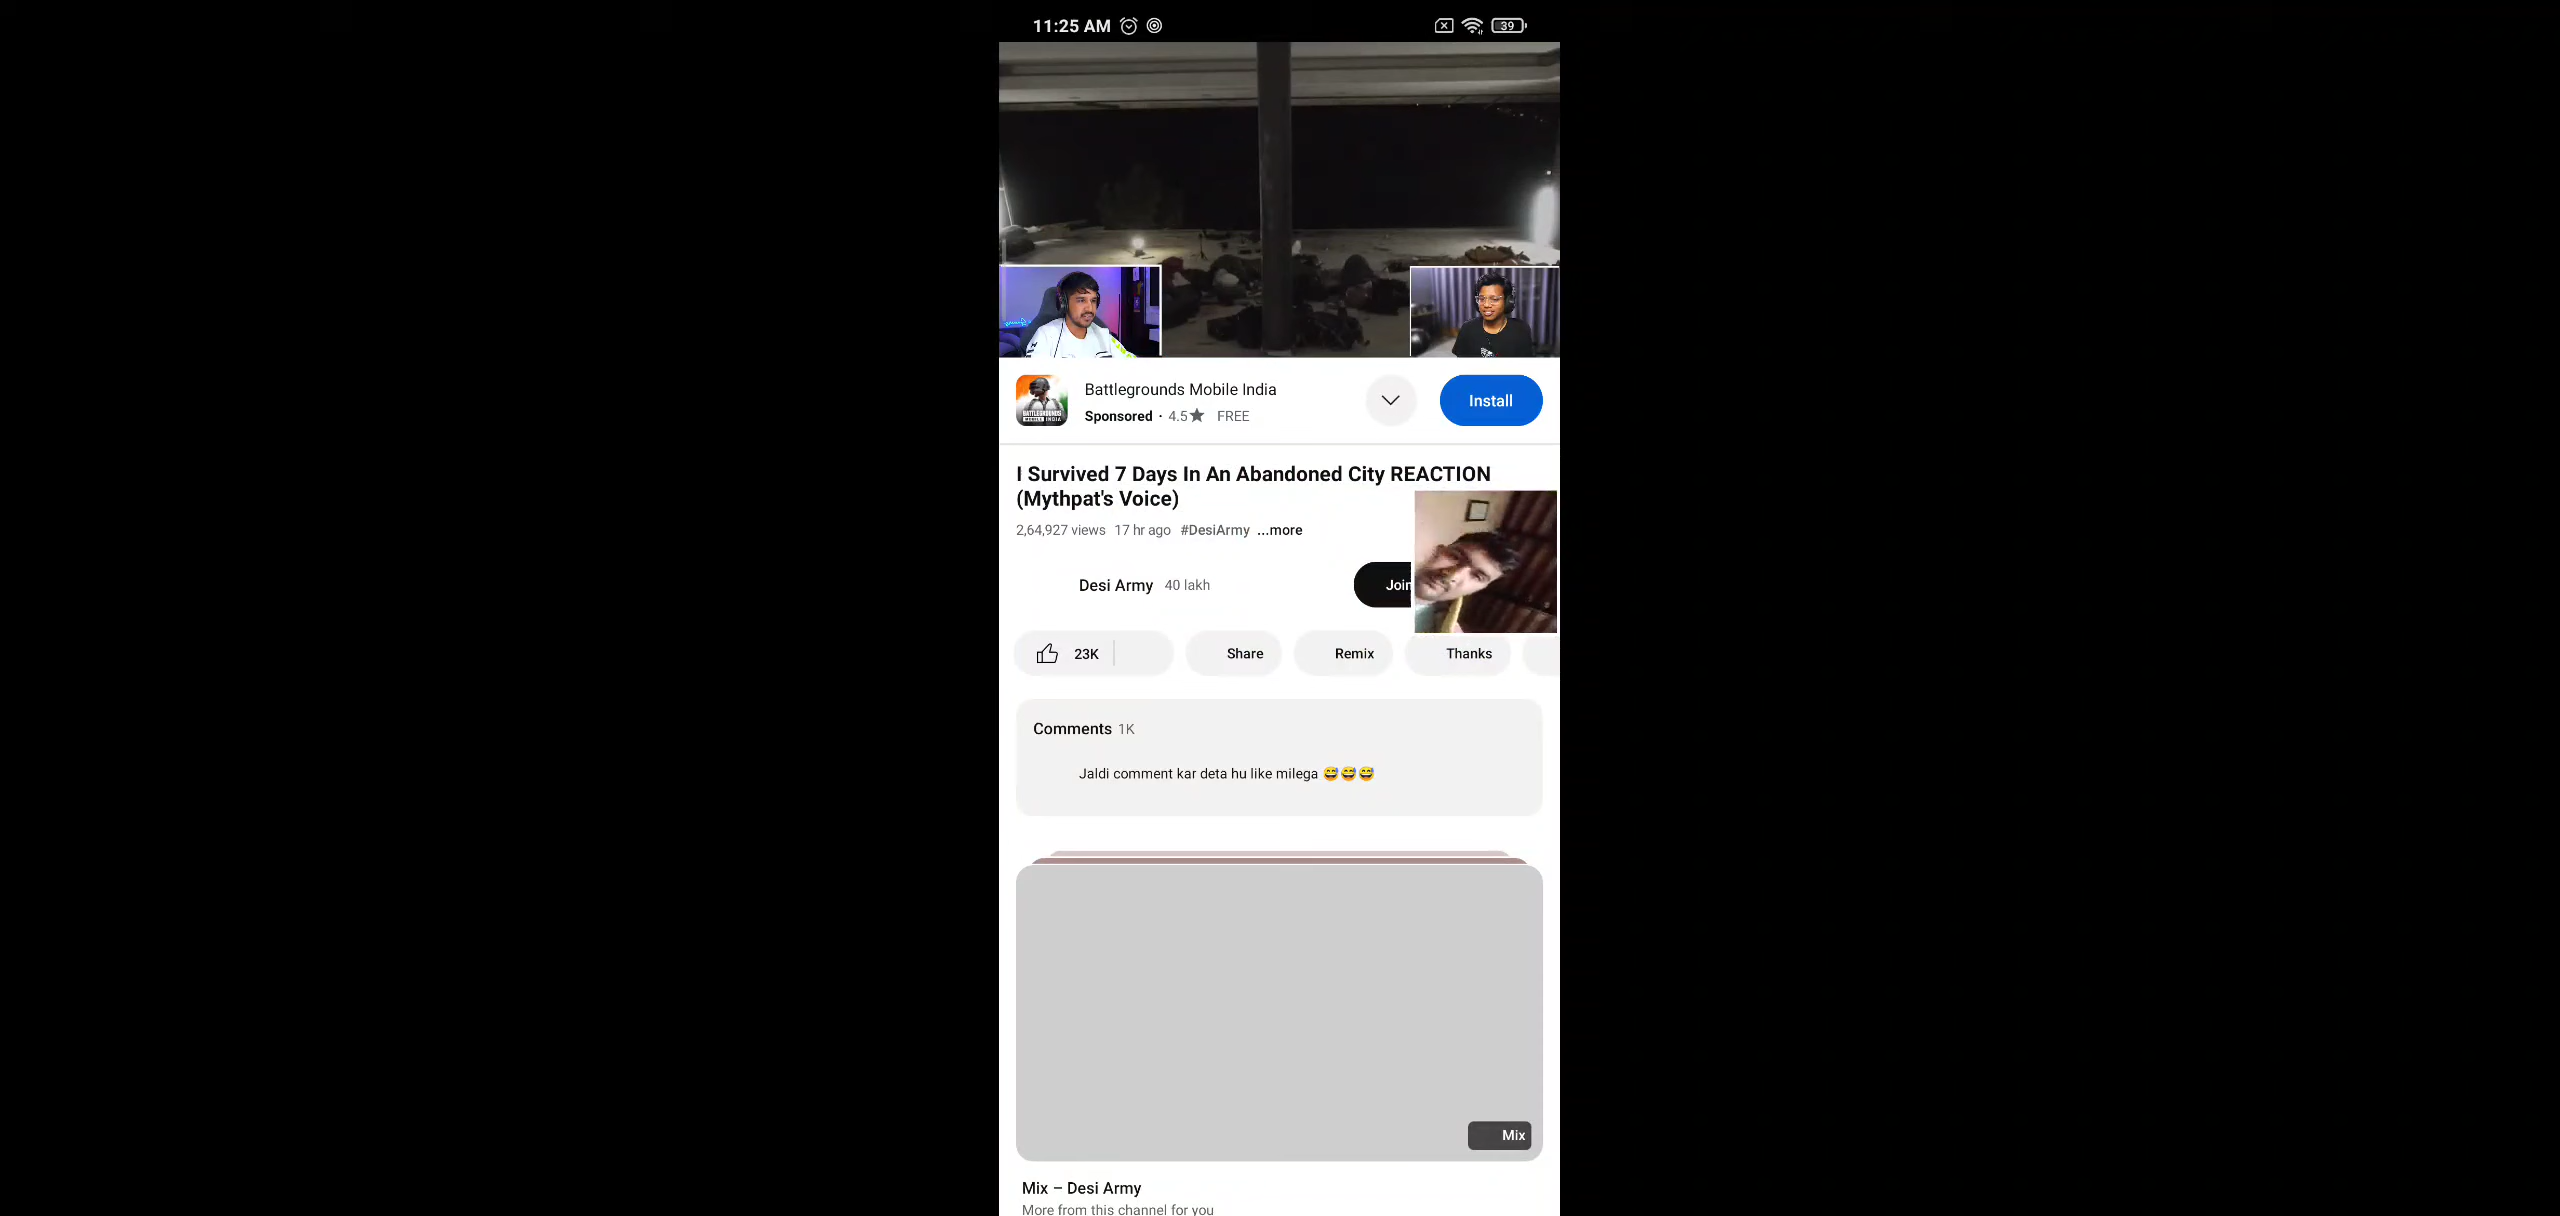 11:25 AM
39
Battlegrounds Mobile India
Sponsored · 4.5★ FREE
Install
BATTLEGROUNDS
MOBILE INDIA
I Survived 7 Days In An Abandoned City REACTION
(Mythpat's Voice)
2,64,927 views 17 hr ago #DesiArmy ...more
Desi Army 40 lakh
Join
23K
Share
Remix
Thanks
Comments 1K
Jaldi comment kar deta hu like milega 😅😅😅
Mix
Mix – Desi Army
More from this channel for you